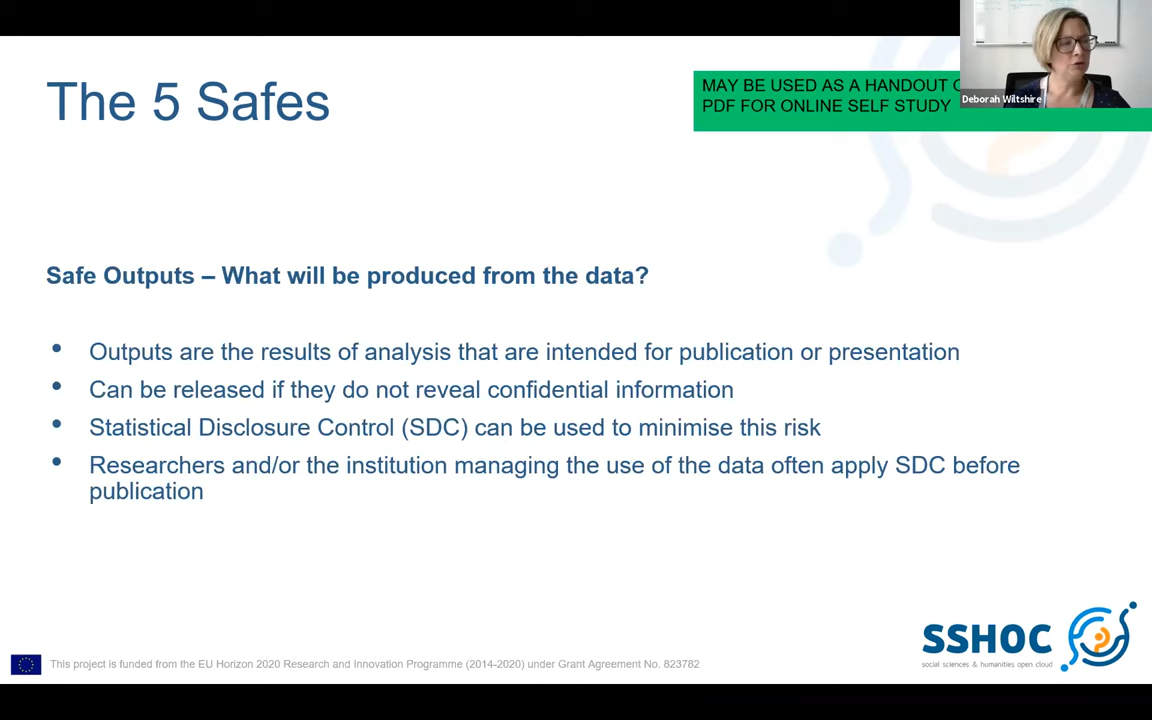 The 5 Safes
MAY BE USED AS A HANDOUT
PDF FOR ONLINE SELF STUDY
Deborah Wiltshire
Safe Outputs – What will be produced from the data?
• Outputs are the results of analysis that are intended for publication or presentation
• Can be released if they do not reveal confidential information
• Statistical Disclosure Control (SDC) can be used to minimise this risk
• Researchers and/or the institution managing the use of the data often apply SDC before
publication
SSHOC
social sciences & humanities open cloud
This project is funded from the EU Horizon 2020 Research and Innovation Programme (2014-2020) under Grant Agreement No. 823782